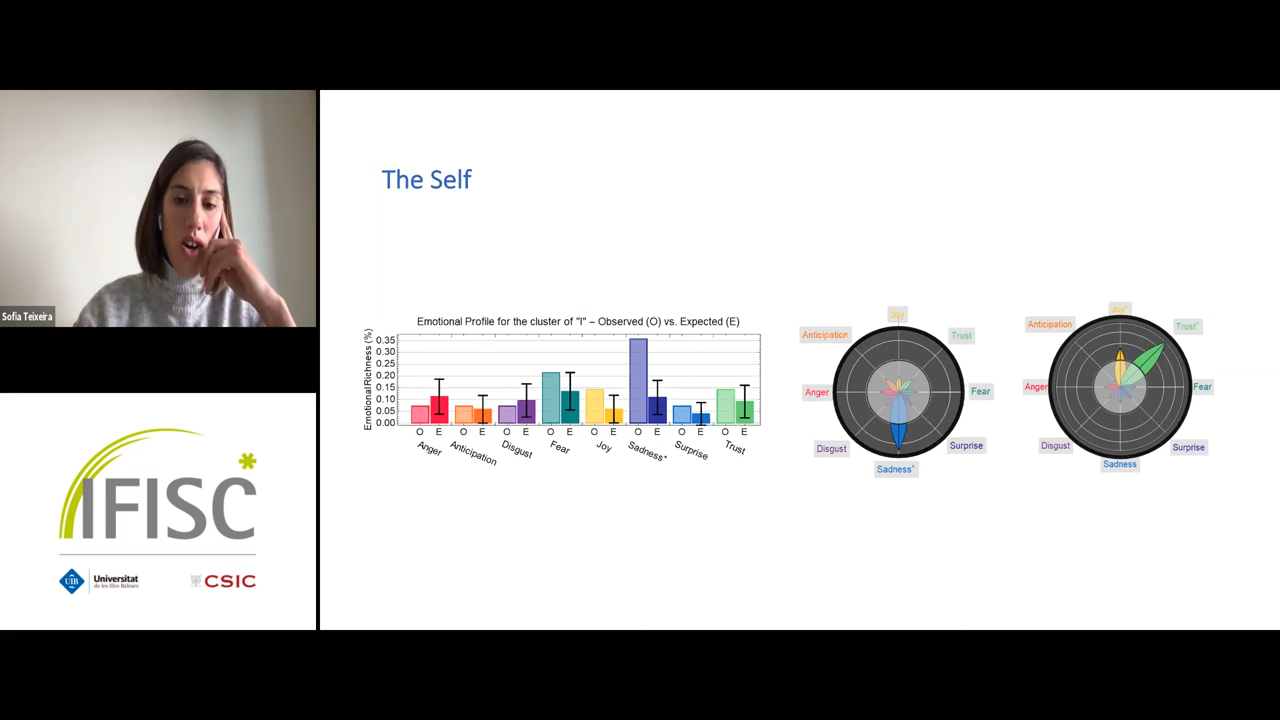 Sofia Teixeira
IFISC
UIB
Universitat
de les Illes Balears
CSIC
The Self
Emotional Profile for the cluster of "I" – Observed (O) vs. Expected (E)
Emotional Richness (%)
0.35
0.30
0.25
0.20
0.15
0.10
0.05
0.00
O E O E O E O E O E O E O E O E
Anger
Anticipation
Disgust
Fear
Joy
Sadness*
Surprise
Trust
Joy
Anticipation
Trust
Anger
Fear
Disgust
Surprise
Sadness*
Joy*
Anticipation
Trust*
Anger
Fear
Disgust
Surprise
Sadness